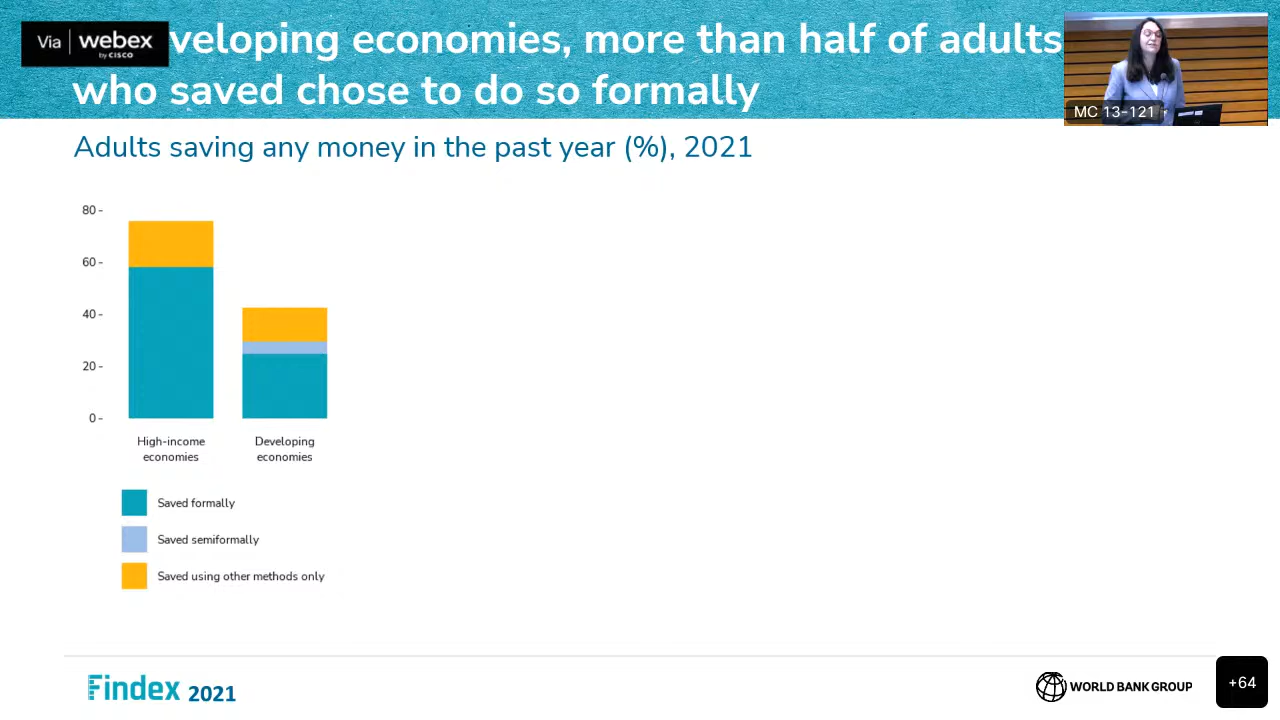 Via webex
by CISCO
veloping economies, more than half of adults
who saved chose to do so formally
MC 13-121
Adults saving any money in the past year (%), 2021
80
60
40
20
0
High-income
economies
Developing
economies
Saved formally
Saved semiformally
Saved using other methods only
Findex 2021
WORLD BANK GROUP
+64